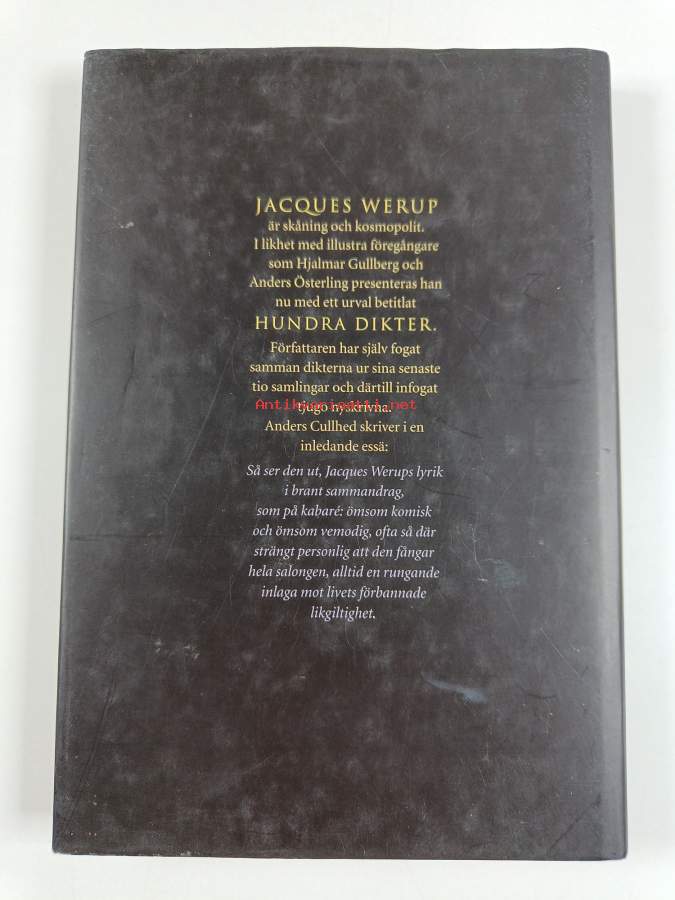 JACQUES WERUP
är skåning och kosmopolit.
I likhet med illustra föregångare
som Hjalmar Gullberg och
Anders Österling presenteras han
nu med ett urval betitlat
HUNDRA DIKTER.
Författaren har själv fogat
samman dikterna ur sina senaste
tio samlingar och därtill infogat
tjugo nyskrivna.
Antikvariaatti.net
Anders Cullhed skriver i en
inledande essä:
Så ser den ut, Jacques Werups lyrik
i brant sammandrag,
som på kabaré: ömsom komisk
och ömsom vemodig, ofta så där
strängt personlig att den fångar
hela salongen, alltid en rungande
inlaga mot livets förbannade
likgiltighet.